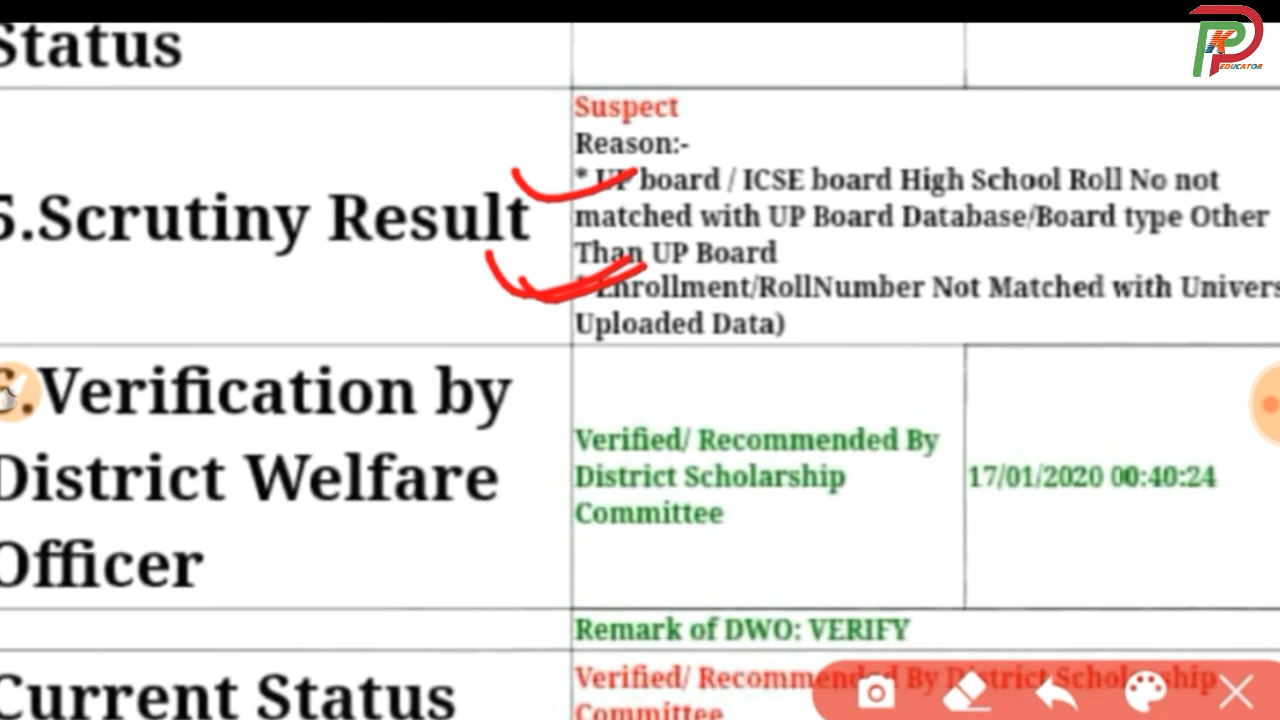 Status
Suspect
Reason:-
* UP board / ICSE board High School Roll No not
matched with UP Board Database/Board type Other
Than UP Board
5.Scrutiny Result
* Enrollment/RollNumber Not Matched with Univers
Uploaded Data)
6.Verification by
District Welfare
Officer
Verified/ Recommended By
District Scholarship
Committee
17/01/2020 00:40:24
Remark of DWO: VERIFY
Current Status
Verified/ Recommended By District Scholarship
Committee
PK
EDUCATOR